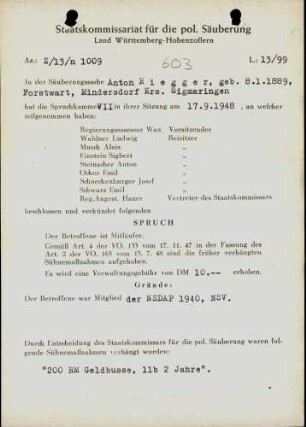 Staatskommissariat für die pol. Säuberung
Land Württemberg-Hohenzollern
Az.: Z/13/n 1009
603
L: 13/99
In der Säuberungssache Anton R i e g g e r, geb. 8.1.1889,
Forstwart, Mindersdorf Krs. Sigmaringen
hat die Spruchkammer VII in ihrer Sitzung am 17.9.1948, an welcher
teilgenommen haben:
Regierungsassessor Wax Vorsitzender
Waldner Ludwig Beisitzer
Munch Alois
Einstein Sigbert
Steinacher Anton
Oskar Emil
Schneckenburger Josef
Schwarz Emil
Reg.Angest. Hauer Vertreter des Staatskommissars
beschlossen und verkündet folgenden
SPRUCH
Der Betroffene ist Mitläufer.
Gemäß Art. 4 der VO. 133 vom 17. 11. 47 in der Fassung des
Art. 2 der VO. 165 vom 13. 7. 48 sind die früher verhängten
Sühnemaßnahmen aufgehoben.
Es wird eine Verwaltungsgebühr von DM 10.-- erhoben.
Gründe:
Der Betroffene war Mitglied der NSDAP 1940, NSV.
Durch Entscheidung des Staatskommissars für die pol. Säuberung waren folgende Sühnemaßnahmen verhängt worden:
"200 RM Geldbusse, 11b 2 Jahre".